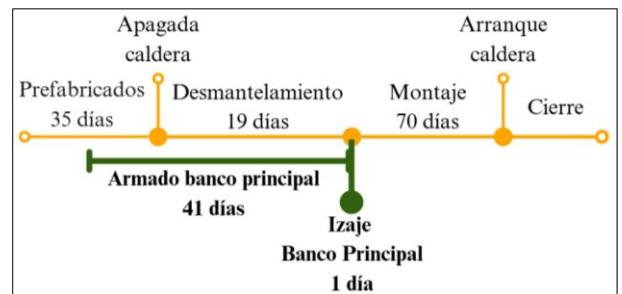 Apagada
caldera
Arranque
caldera
Prefabricados
35 días
Desmantelamiento
19 días
Montaje
70 días
Cierre
Armado banco principal
41 días
Izaje
Banco Principal
1 día